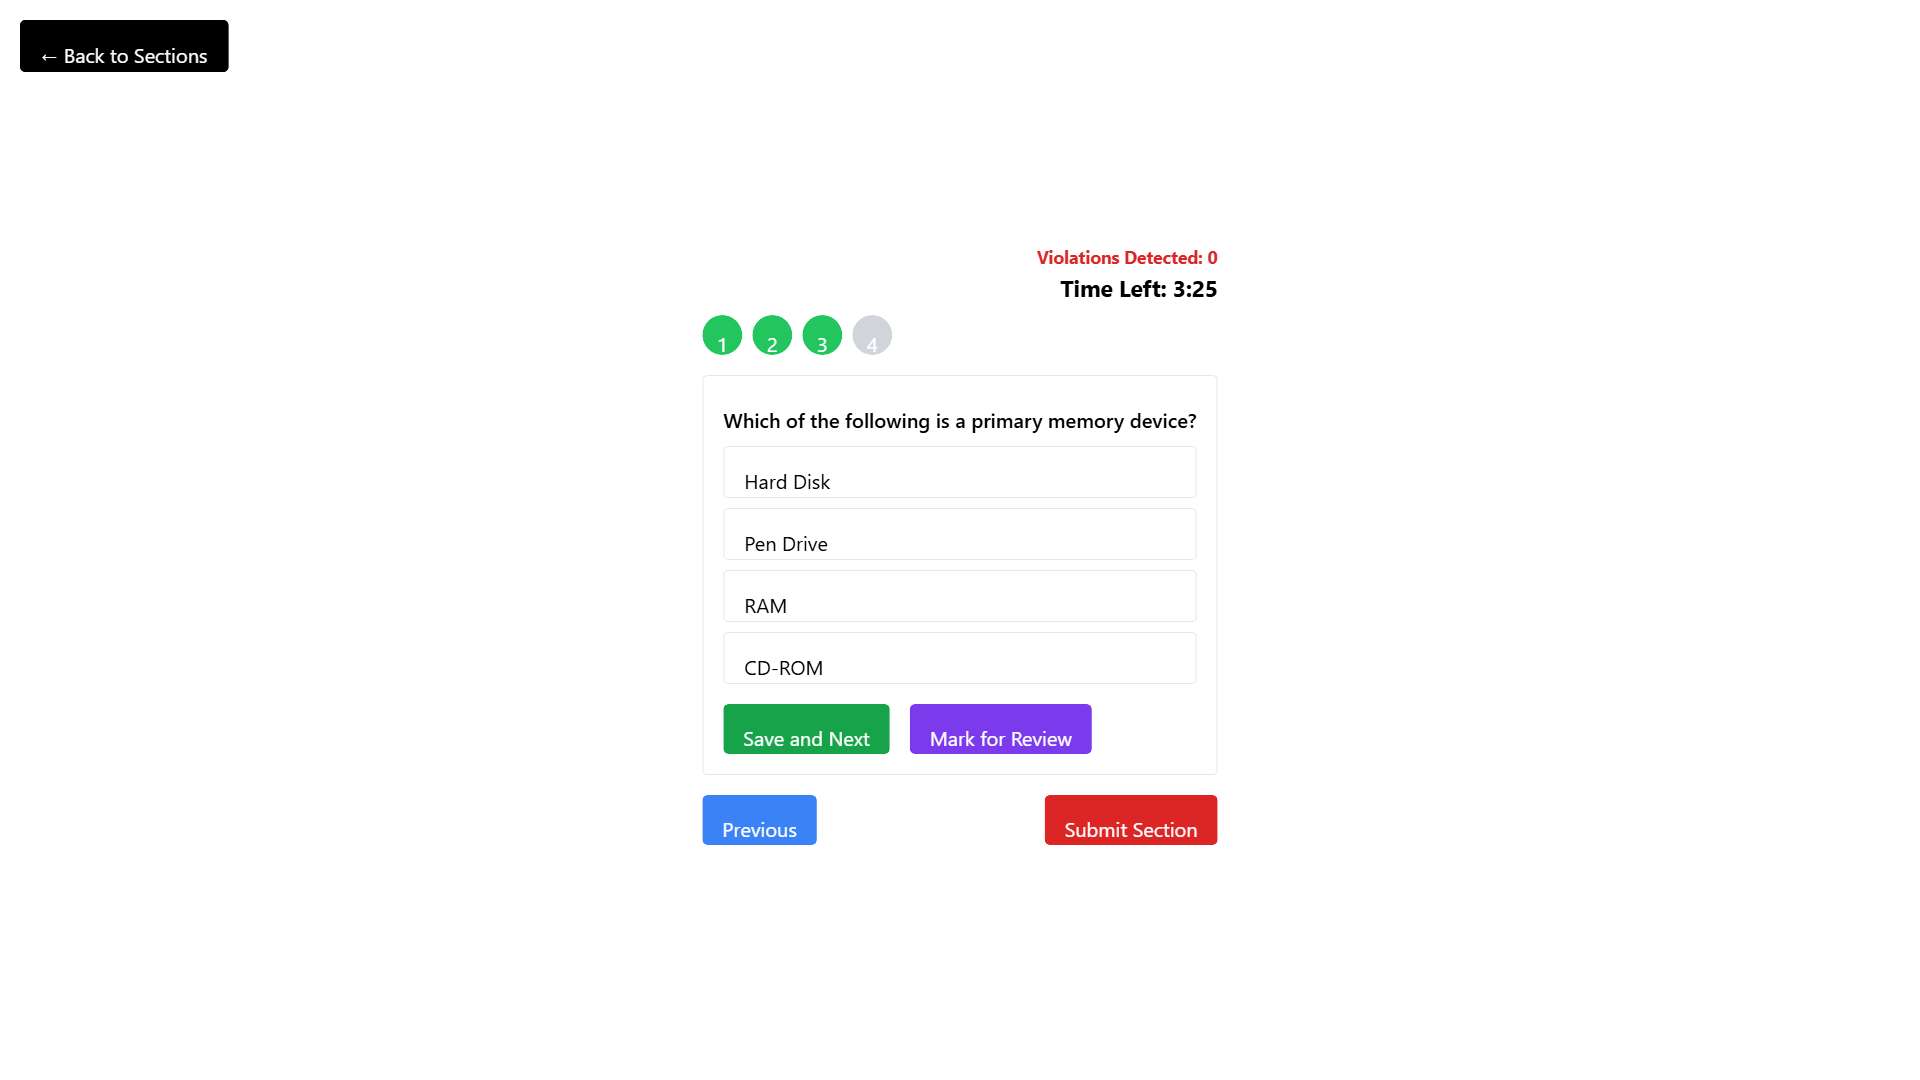 ← Back to Sections
Violations Detected: 0
Time Left: 3:25
1 2 3 4
Which of the following is a primary memory device?
Hard Disk
Pen Drive
RAM
CD-ROM
Save and Next Mark for Review
Previous Submit Section